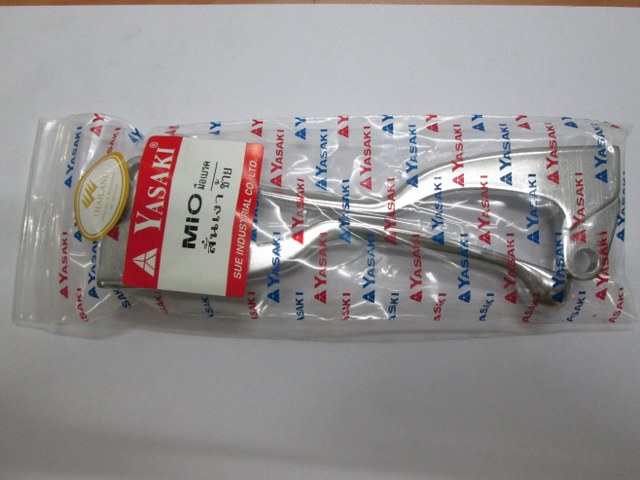 YASAKI®
MIO มือเบรค
สั้นเงา ซ้าย
SUE INDUSTRIAL CO.,LTD.
THAILAND
YASAKI